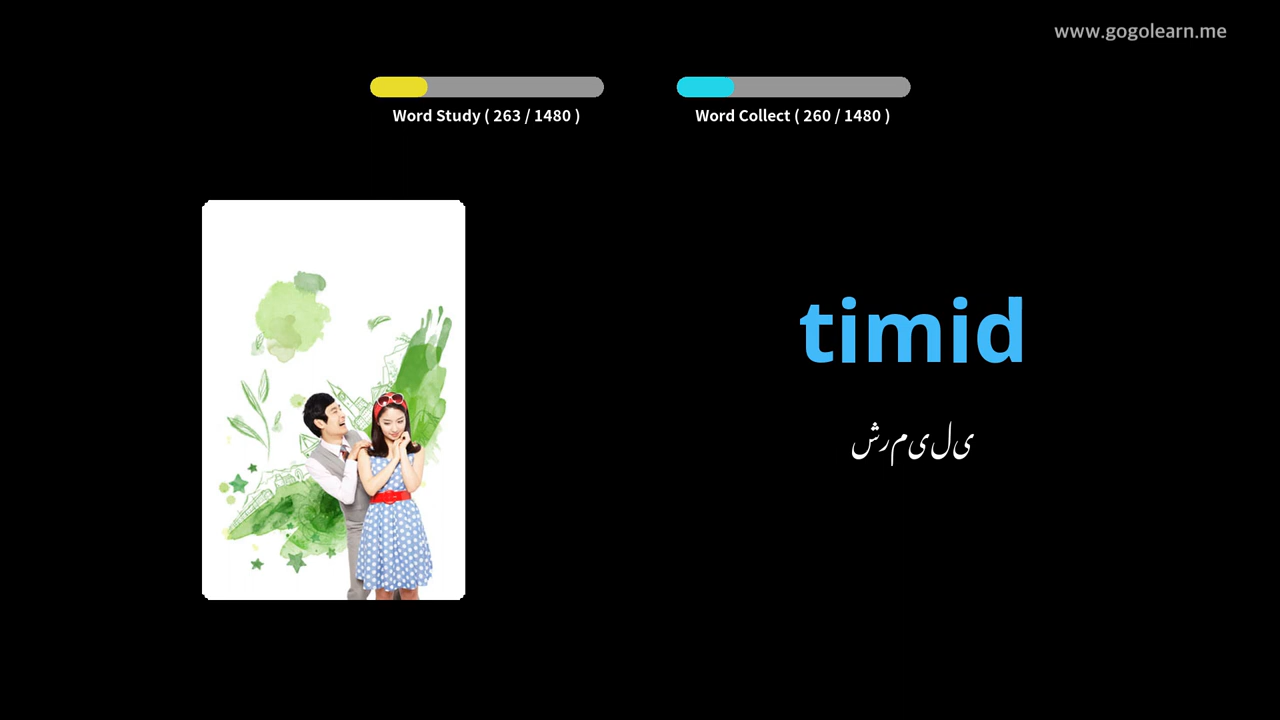 www.gogolearn.me
Word Study ( 263 / 1480 )
Word Collect ( 260 / 1480 )
timid
شرمیلی